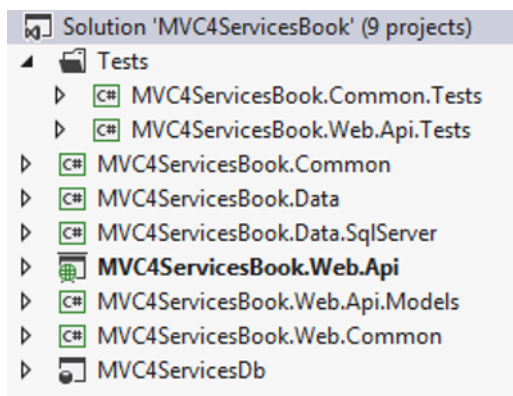 Solution 'MVC4ServicesBook' (9 projects)
Tests
C# MVC4ServicesBook.Common.Tests
C# MVC4ServicesBook.Web.Api.Tests
C# MVC4ServicesBook.Common
C# MVC4ServicesBook.Data
C# MVC4ServicesBook.Data.SqlServer
MVC4ServicesBook.Web.Api
C# MVC4ServicesBook.Web.Api.Models
C# MVC4ServicesBook.Web.Common
MVC4ServicesDb